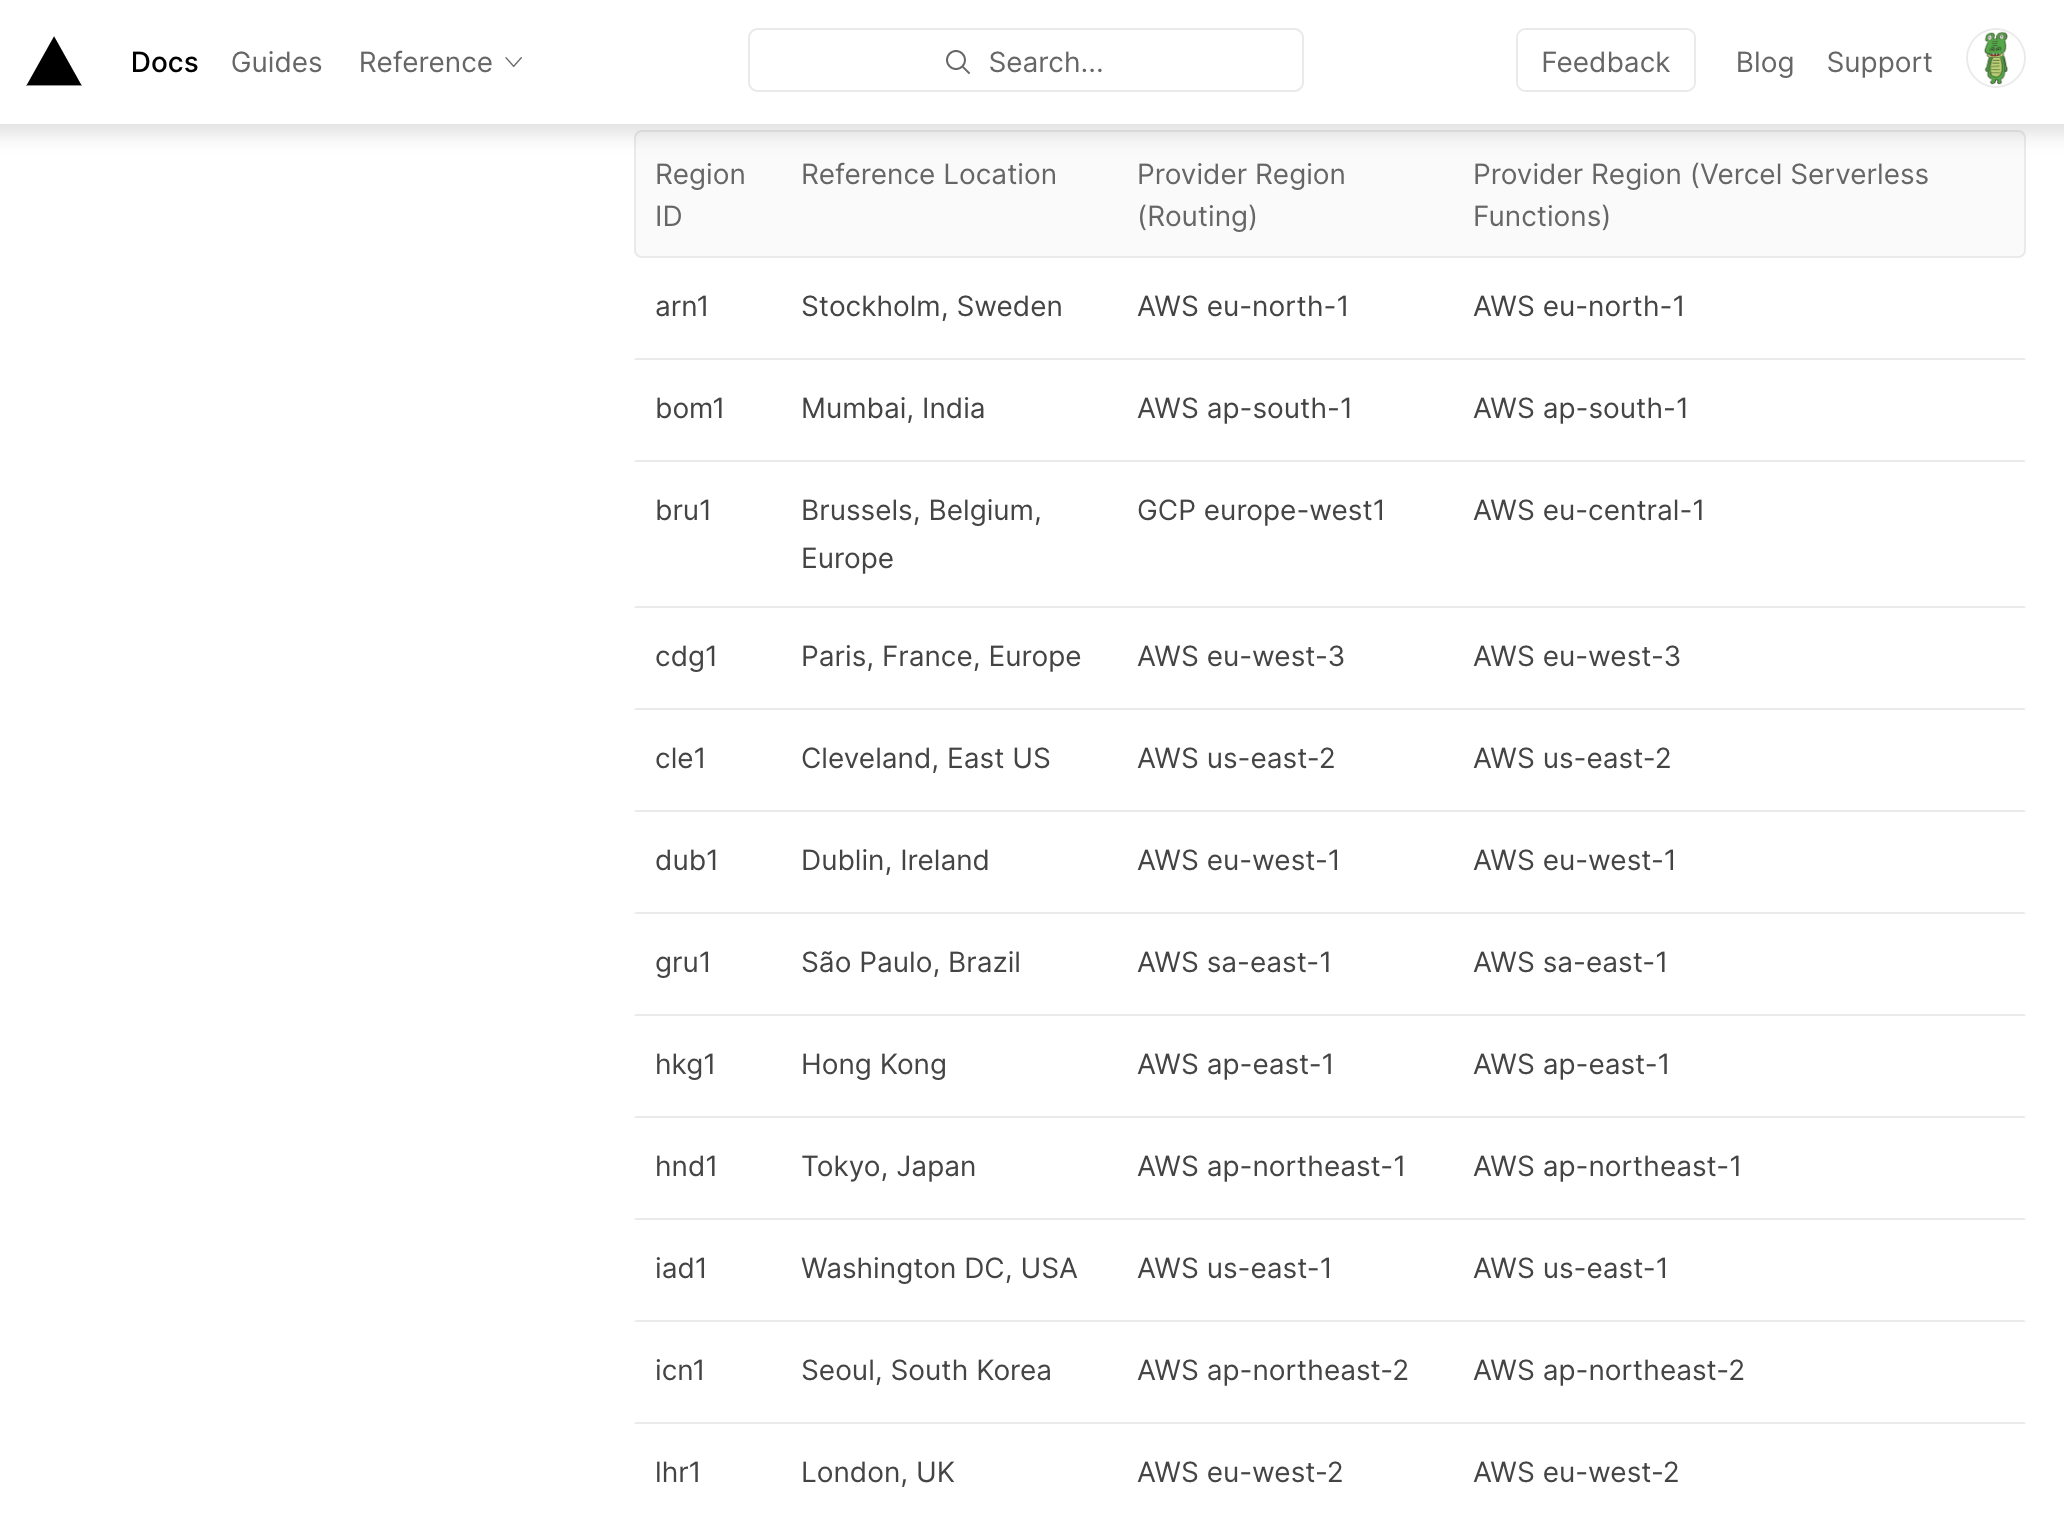 Docs Guides Reference Search... Feedback Blog Support
Region ID Reference Location Provider Region (Routing) Provider Region (Vercel Serverless Functions)
arn1 Stockholm, Sweden AWS eu-north-1 AWS eu-north-1
bom1 Mumbai, India AWS ap-south-1 AWS ap-south-1
bru1 Brussels, Belgium, Europe GCP europe-west1 AWS eu-central-1
cdg1 Paris, France, Europe AWS eu-west-3 AWS eu-west-3
cle1 Cleveland, East US AWS us-east-2 AWS us-east-2
dub1 Dublin, Ireland AWS eu-west-1 AWS eu-west-1
gru1 São Paulo, Brazil AWS sa-east-1 AWS sa-east-1
hkg1 Hong Kong AWS ap-east-1 AWS ap-east-1
hnd1 Tokyo, Japan AWS ap-northeast-1 AWS ap-northeast-1
iad1 Washington DC, USA AWS us-east-1 AWS us-east-1
icn1 Seoul, South Korea AWS ap-northeast-2 AWS ap-northeast-2
lhr1 London, UK AWS eu-west-2 AWS eu-west-2